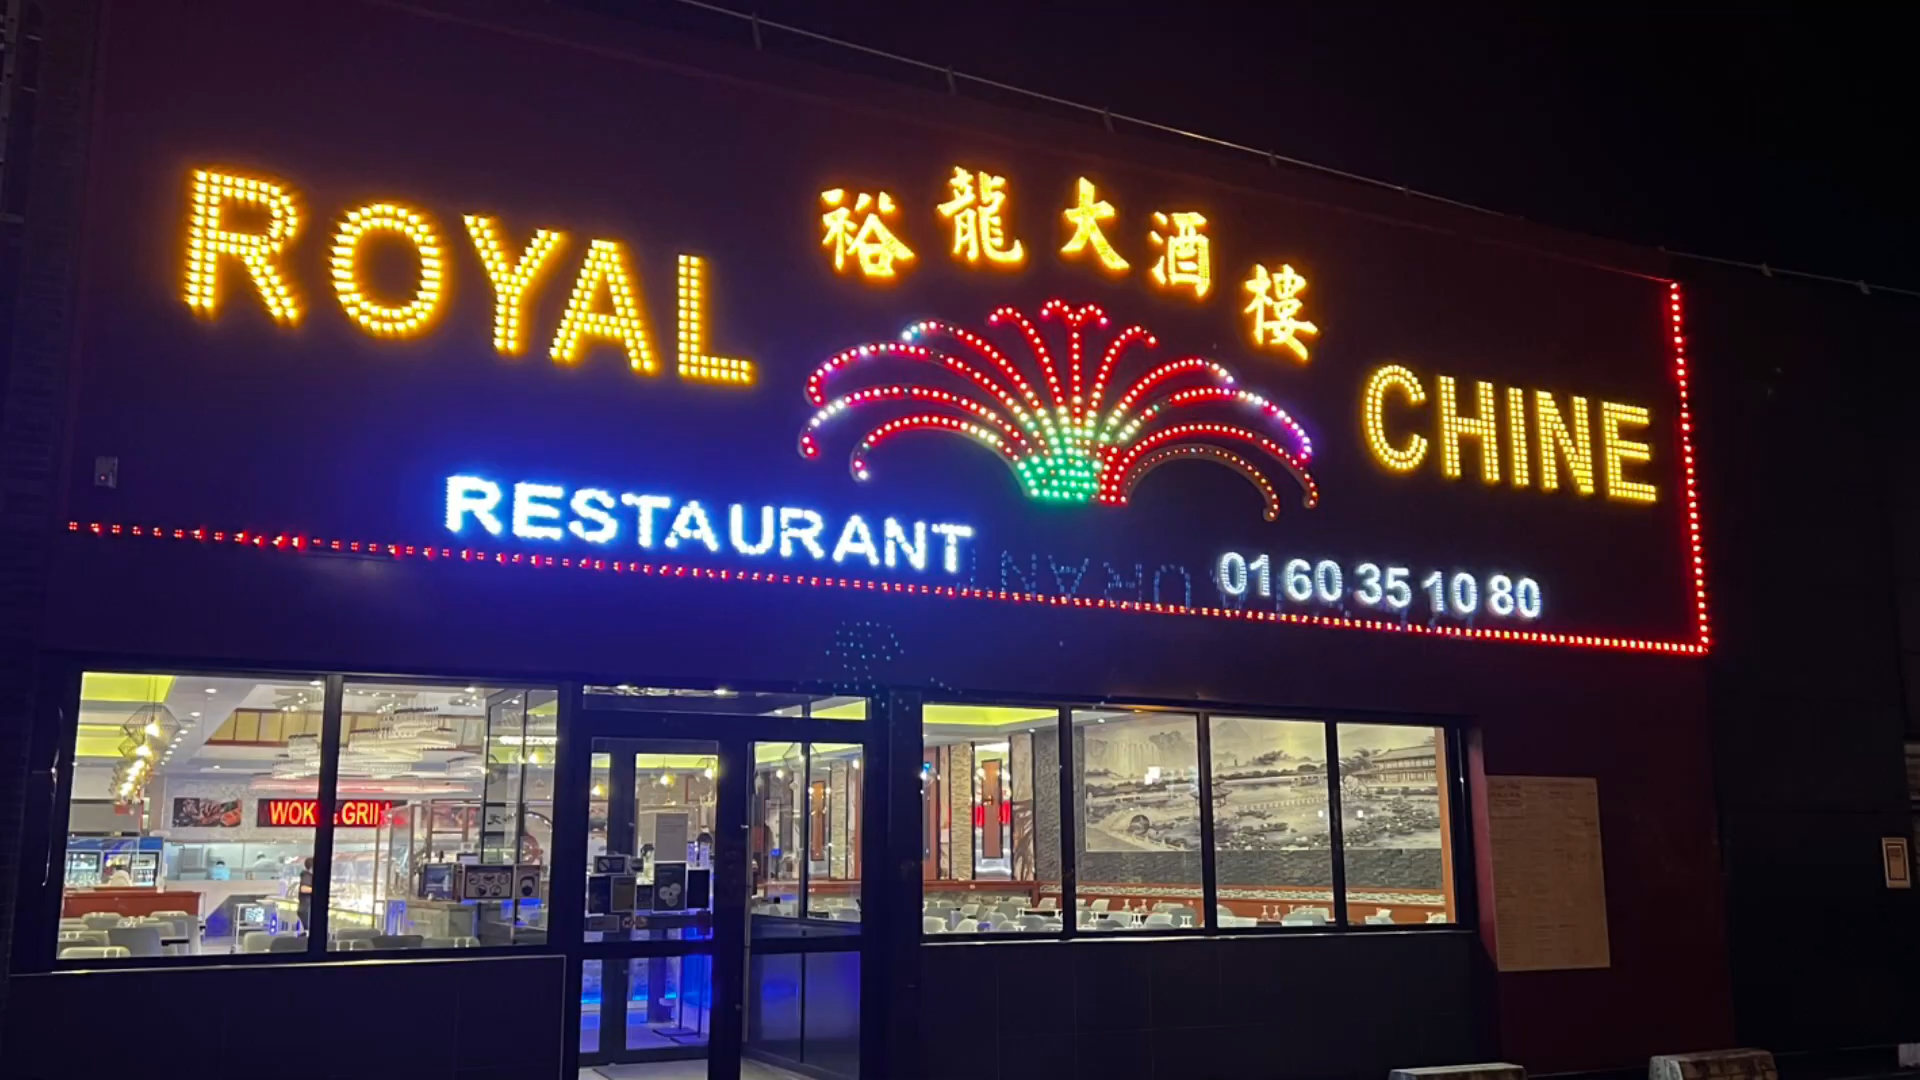 ROYAL
裕龍大酒樓
CHINE
RESTAURANT
01 60 35 10 80
WOK & GRILL